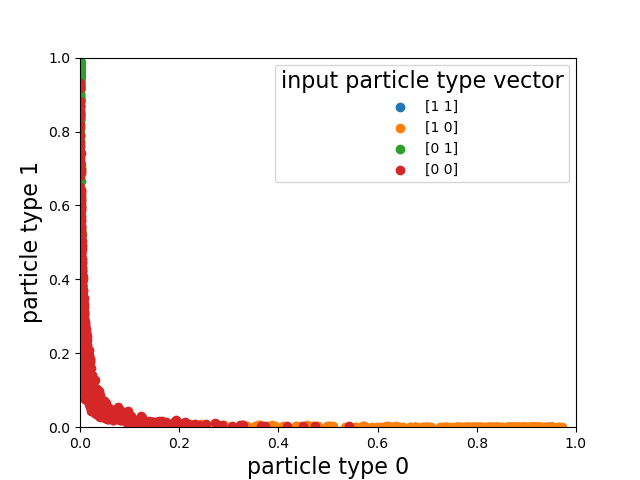 1.0
0.8
0.6
0.4
0.2
0.0
particle type 1
input particle type vector
[1 1]
[1 0]
[0 1]
[0 0]
0.0 0.2 0.4 0.6 0.8 1.0
particle type 0